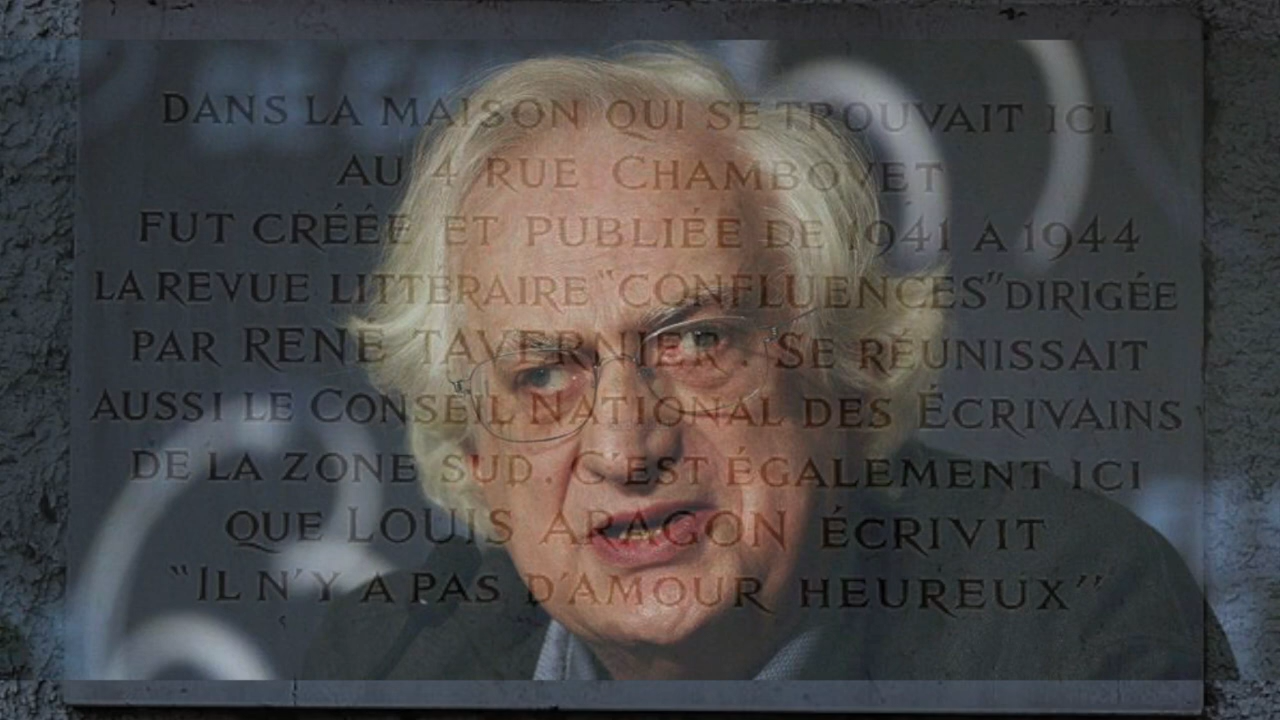 DANS LA MAISON QUI SE TROUVAIT ICI
AU 4 RUE CHAMBOVET
FUT CRÉÉE ET PUBLIÉE DE 1941 A 1944
LA REVUE LITTÉRAIRE "CONFLUENCES" DIRIGÉE
PAR RENÉ TAVERNIER. SE RÉUNISSAIT
AUSSI LE CONSEIL NATIONAL DES ÉCRIVAINS
DE LA ZONE SUD. C'EST ÉGALEMENT ICI
QUE LOUIS ARAGON ÉCRIVIT
"IL N'Y A PAS D'AMOUR HEUREUX"